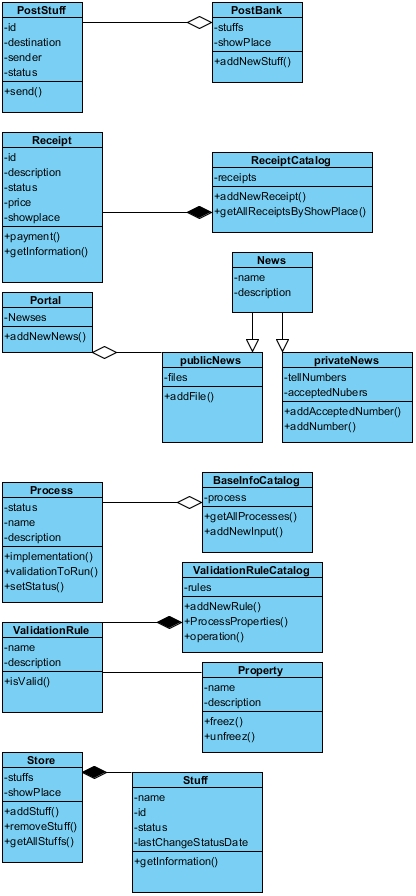 PostStuff
-id
-destination
-sender
-status
+send()
PostBank
-stuffs
-showPlace
+addNewStuff()
Receipt
-id
-description
-status
-price
-showplace
+payment()
+getInformation()
ReceiptCatalog
-receipts
+addNewReceipt()
+getAllReceiptsByShowPlace()
News
-name
-description
Portal
-Newses
+addNewNews()
publicNews
-files
+addFile()
privateNews
-tellNumbers
-acceptedNubers
+addAcceptedNumber()
+addNumber()
Process
-status
-name
-description
+implementation()
+validationToRun()
+setStatus()
BaseInfoCatalog
-process
+getAllProcesses()
+addNewInput()
ValidationRuleCatalog
-rules
+addNewRule()
+ProcessProperties()
+operation()
ValidationRule
-name
-description
+isValid()
Property
-name
-description
+freez()
+unfreez()
Store
-stuffs
-showPlace
+addStuff()
+removeStuff()
+getAllStuffs()
Stuff
-name
-id
-status
-lastChangeStatusDate
+getInformation()